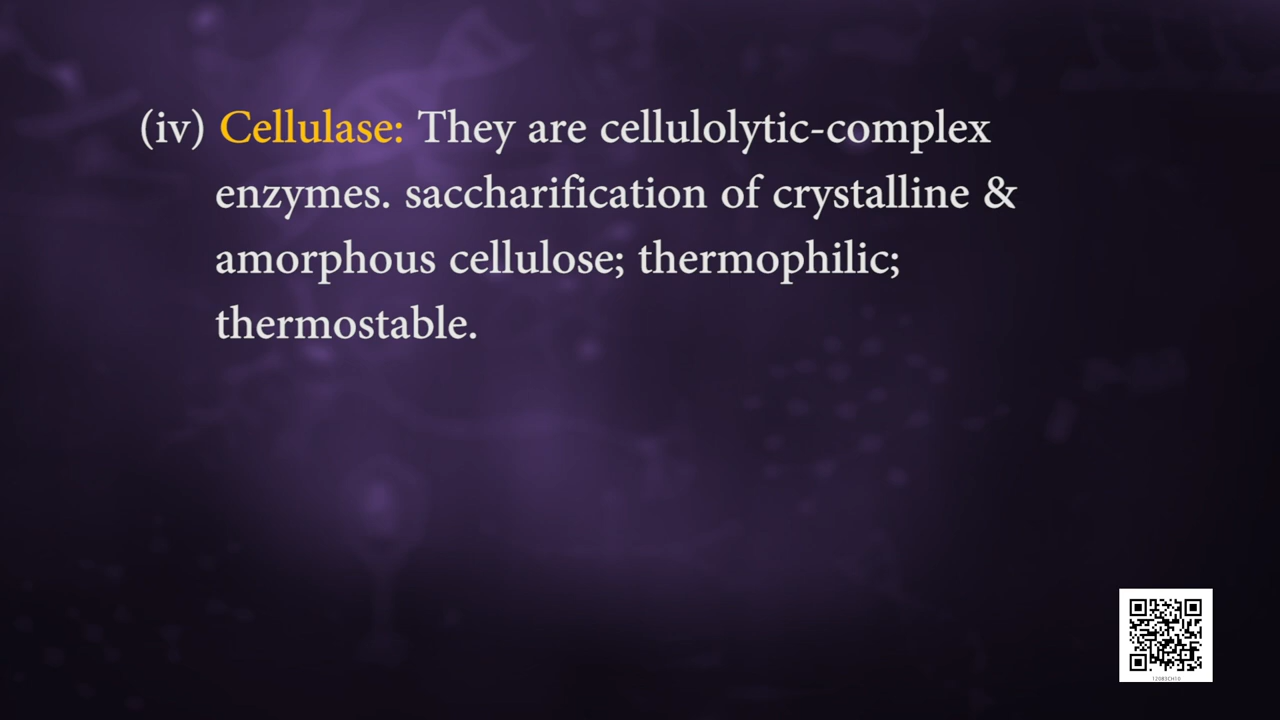 (iv) Cellulase: They are cellulolytic-complex
enzymes. saccharification of crystalline &
amorphous cellulose; thermophilic;
thermostable.